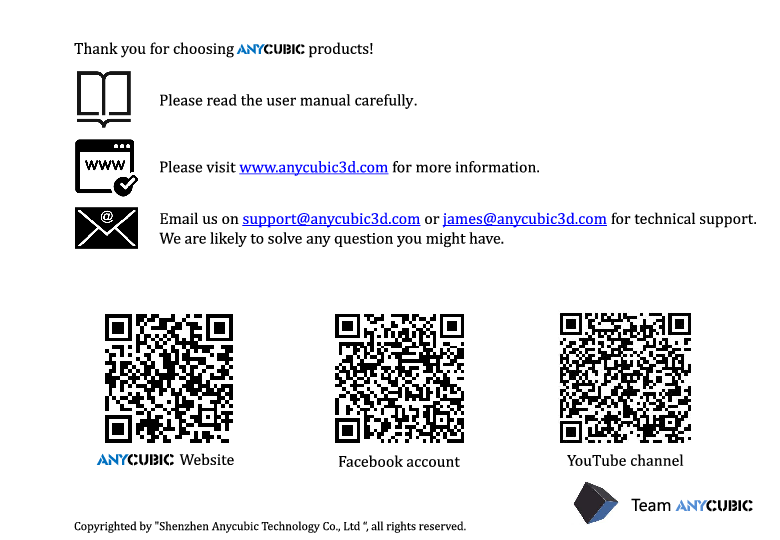 Thank you for choosing ANYCUBIC products!
Please read the user manual carefully.
WWW
Please visit www.anycubic3d.com for more information.
@
Email us on support@anycubic3d.com or james@anycubic3d.com for technical support.
We are likely to solve any question you might have.
ANYCUBIC Website
Facebook account
YouTube channel
Team ANYCUBIC
Copyrighted by "Shenzhen Anycubic Technology Co., Ltd “, all rights reserved.